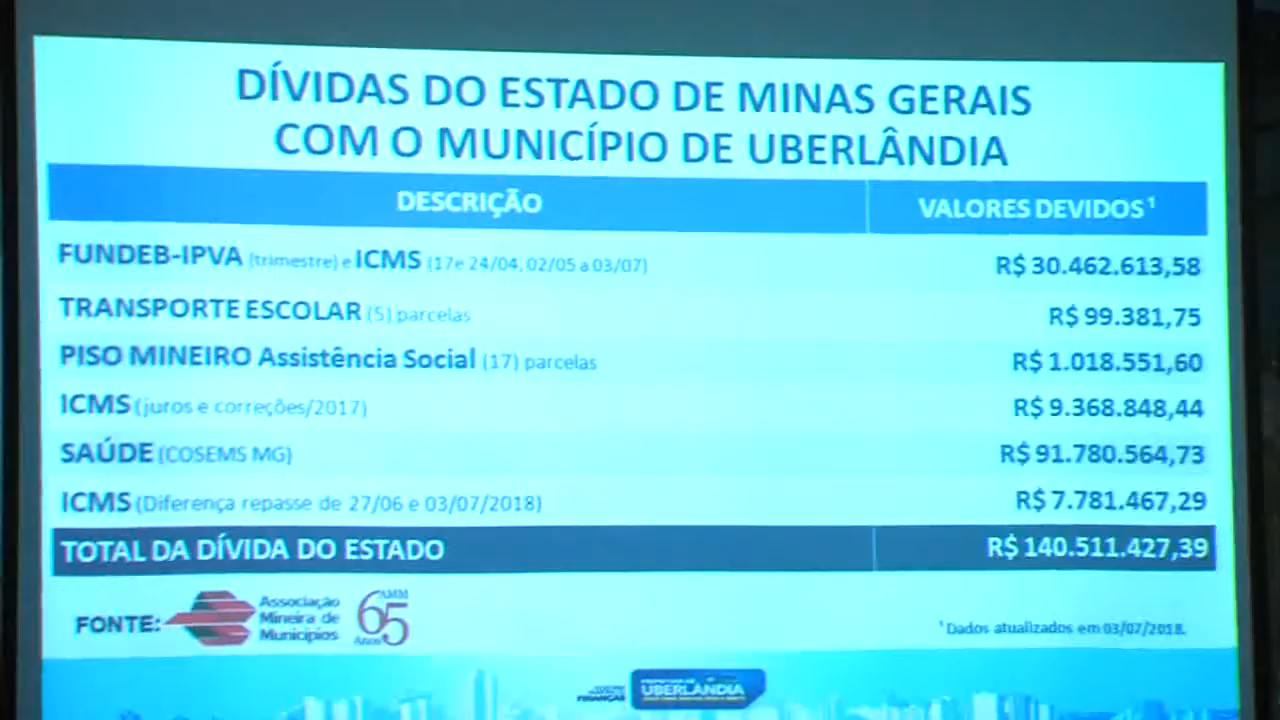 DÍVIDAS DO ESTADO DE MINAS GERAIS
COM O MUNICÍPIO DE UBERLÂNDIA
DESCRIÇÃO VALORES DEVIDOS ¹
FUNDEB-IPVA (trimestre) e ICMS (17e 24/04, 02/05 a 03/07) R$ 30.462.613,58
TRANSPORTE ESCOLAR (5) parcelas R$ 99.381,75
PISO MINEIRO Assistência Social (17) parcelas R$ 1.018.551,60
ICMS (juros e correções/2017) R$ 9.368.848,44
SAÚDE (COSEMS MG) R$ 91.780.564,73
ICMS (Diferença repasse de 27/06 e 03/07/2018) R$ 7.781.467,29
TOTAL DA DÍVIDA DO ESTADO R$ 140.511.427,39
FONTE:
Associação
Mineira de
Municípios
AMM
65
Anos
¹ Dados atualizados em 03/07/2018.
FINANÇAS
PREFEITURA DE
UBERLÂNDIA